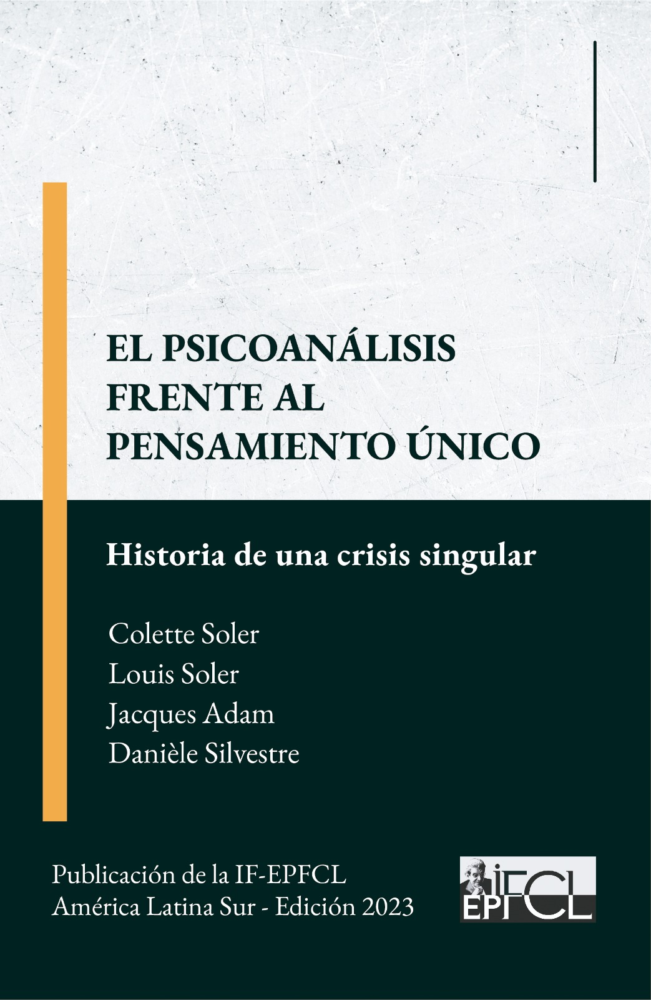 EL PSICOANÁLISIS
FRENTE AL
PENSAMIENTO ÚNICO
Historia de una crisis singular
Colette Soler
Louis Soler
Jacques Adam
Danièle Silvestre
Publicación de la IF-EPFCL
América Latina Sur - Edición 2023
iFCL
EPFCL